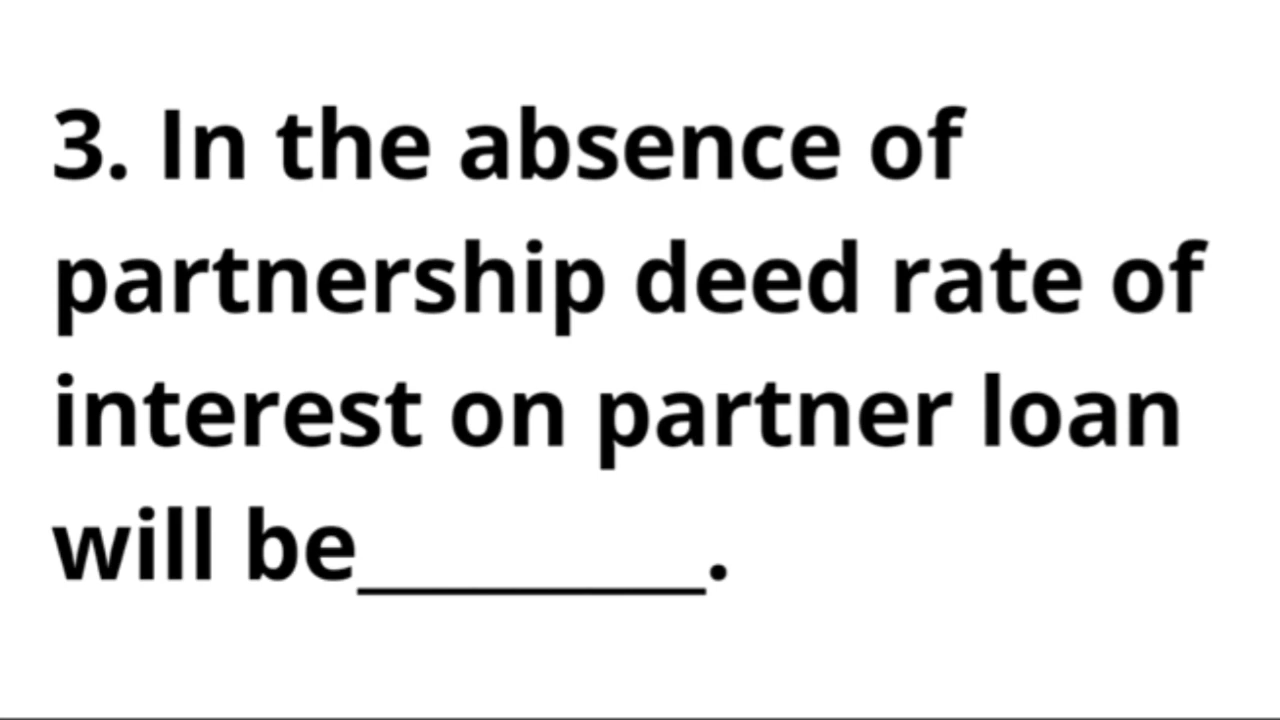 3. In the absence of
partnership deed rate of
interest on partner loan
will be_________.